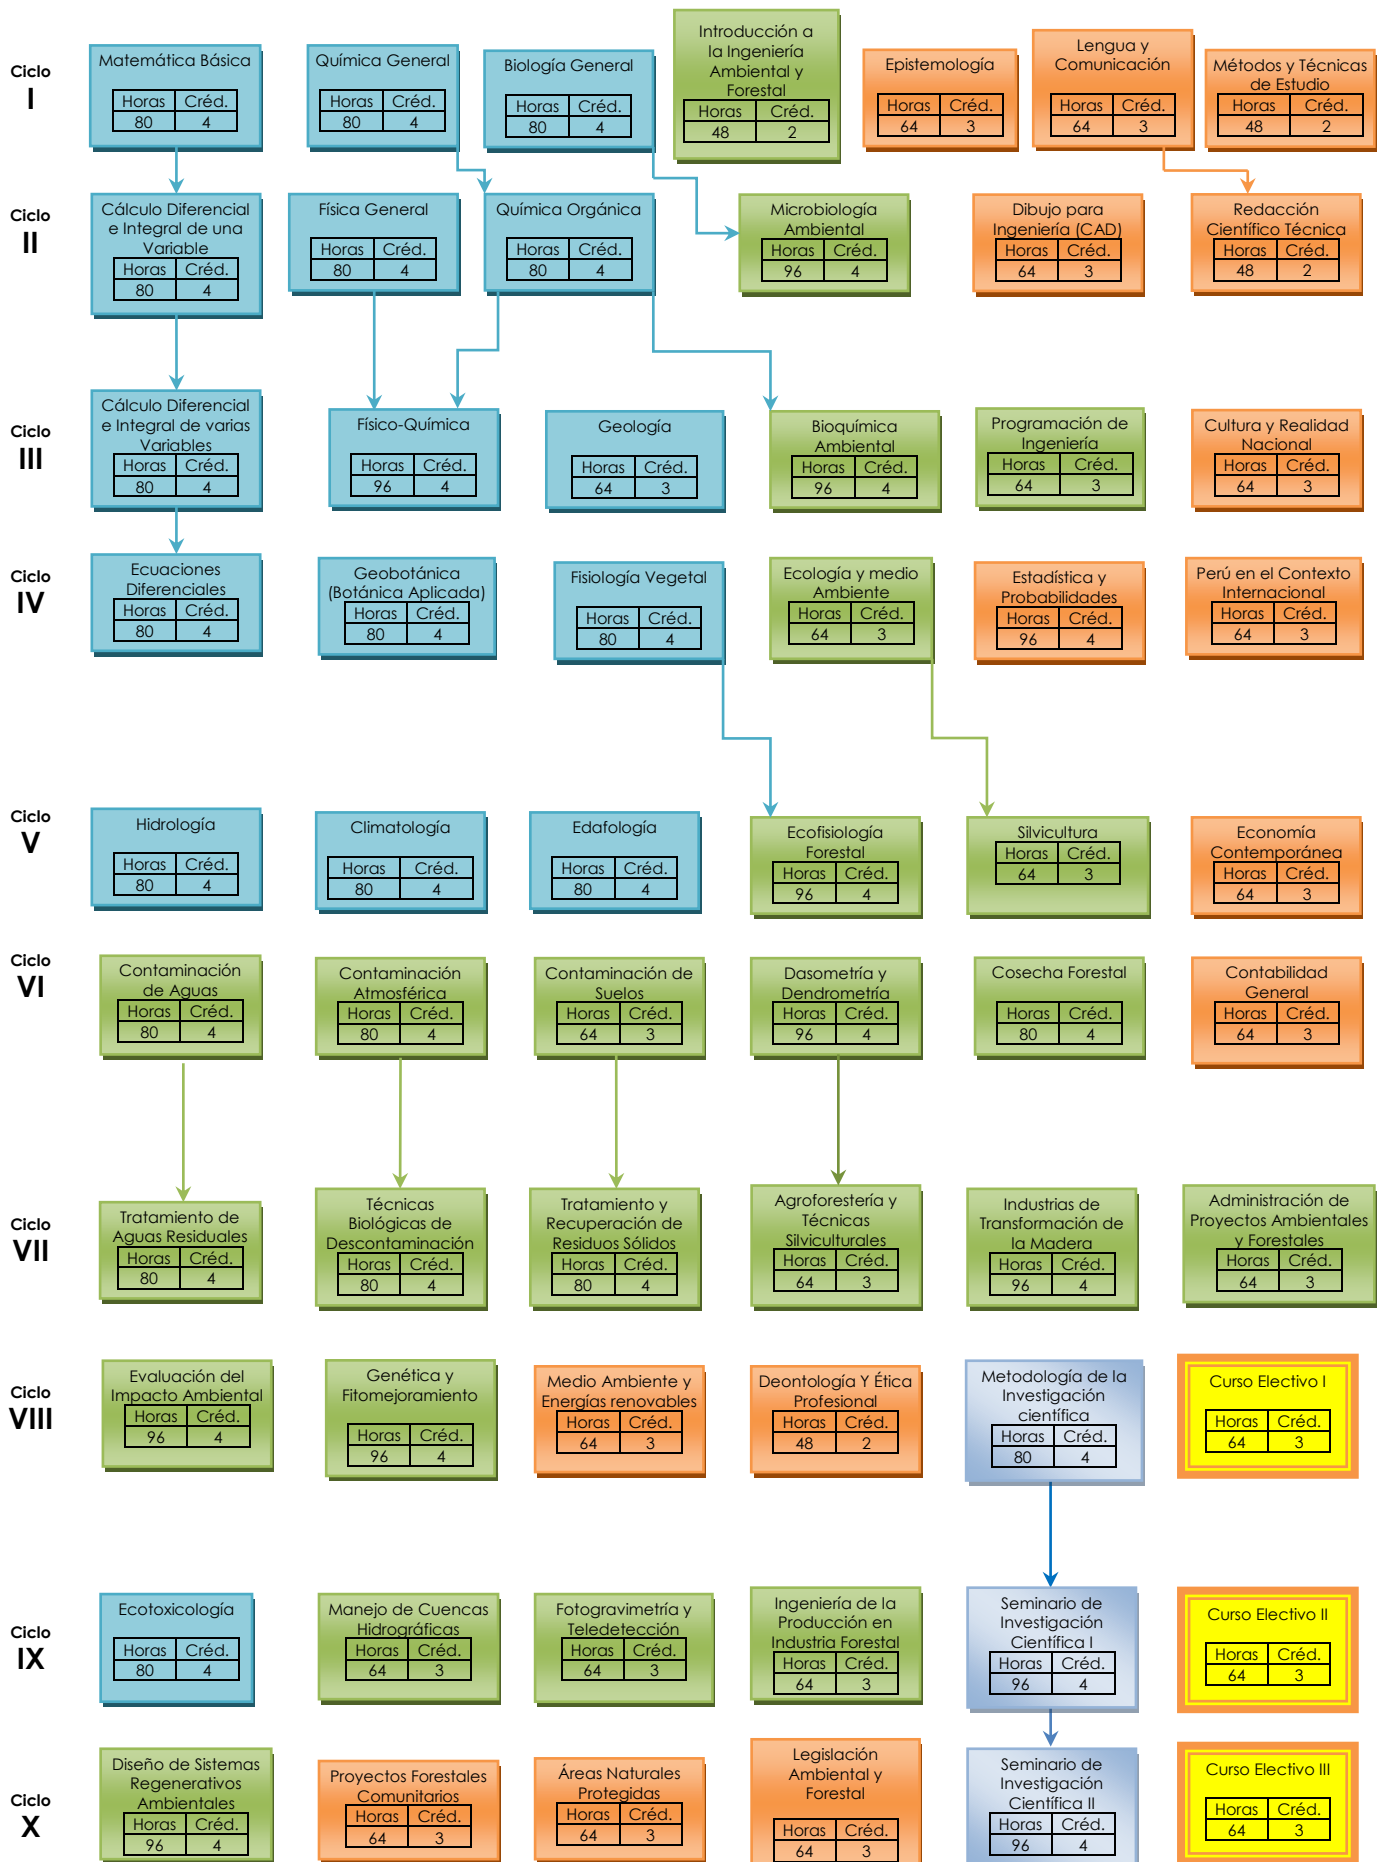 Ciclo
I
Matemática Básica
Horas Créd.
80 4
Química General
Horas Créd.
80 4
Biología General
Horas Créd.
80 4
Introducción a
la Ingeniería
Ambiental y
Forestal
Horas Créd.
48 2
Epistemología
Horas Créd.
64 3
Lengua y
Comunicación
Horas Créd.
64 3
Métodos y Técnicas
de Estudio
Horas Créd.
48 2
Ciclo
II
Cálculo Diferencial
e Integral de una
Variable
Horas Créd.
80 4
Física General
Horas Créd.
80 4
Química Orgánica
Horas Créd.
80 4
Microbiología
Ambiental
Horas Créd.
96 4
Dibujo para
Ingeniería (CAD)
Horas Créd.
64 3
Redacción
Científico Técnica
Horas Créd.
48 2
Ciclo
III
Cálculo Diferencial
e Integral de varias
Variables
Horas Créd.
80 4
Físico-Química
Horas Créd.
96 4
Geología
Horas Créd.
64 3
Bioquímica
Ambiental
Horas Créd.
96 4
Programación de
Ingeniería
Horas Créd.
64 3
Cultura y Realidad
Nacional
Horas Créd.
64 3
Ciclo
IV
Ecuaciones
Diferenciales
Horas Créd.
80 4
Geobotánica
(Botánica Aplicada)
Horas Créd.
80 4
Fisiología Vegetal
Horas Créd.
80 4
Ecología y medio
Ambiente
Horas Créd.
64 3
Estadística y
Probabilidades
Horas Créd.
96 4
Perú en el Contexto
Internacional
Horas Créd.
64 3
Ciclo
V
Hidrología
Horas Créd.
80 4
Climatología
Horas Créd.
80 4
Edafología
Horas Créd.
80 4
Ecofisiología
Forestal
Horas Créd.
96 4
Silvicultura
Horas Créd.
64 3
Economía
Contemporánea
Horas Créd.
64 3
Ciclo
VI
Contaminación
de Aguas
Horas Créd.
80 4
Contaminación
Atmosférica
Horas Créd.
80 4
Contaminación de
Suelos
Horas Créd.
64 3
Dasometría y
Dendrometría
Horas Créd.
96 4
Cosecha Forestal
Horas Créd.
80 4
Contabilidad
General
Horas Créd.
64 3
Ciclo
VII
Tratamiento de
Aguas Residuales
Horas Créd.
80 4
Técnicas
Biológicas de
Descontaminación
Horas Créd.
80 4
Tratamiento y
Recuperación de
Residuos Sólidos
Horas Créd.
80 4
Agroforestería y
Técnicas
Silviculturales
Horas Créd.
64 3
Industrias de
Transformación de
la Madera
Horas Créd.
96 4
Administración de
Proyectos Ambientales
y Forestales
Horas Créd.
64 3
Ciclo
VIII
Evaluación del
Impacto Ambiental
Horas Créd.
96 4
Genética y
Fitomejoramiento
Horas Créd.
96 4
Medio Ambiente y
Energías renovables
Horas Créd.
64 3
Deontología Y Ética
Profesional
Horas Créd.
48 2
Metodología de la
Investigación
científica
Horas Créd.
80 4
Curso Electivo I
Horas Créd.
64 3
Ciclo
IX
Ecotoxicología
Horas Créd.
80 4
Manejo de Cuencas
Hidrográficas
Horas Créd.
64 3
Fotogravimetría y
Teledetección
Horas Créd.
64 3
Ingeniería de la
Producción en
Industria Forestal
Horas Créd.
64 3
Seminario de
Investigación
Científica I
Horas Créd.
96 4
Curso Electivo II
Horas Créd.
64 3
Ciclo
X
Diseño de Sistemas
Regenerativos
Ambientales
Horas Créd.
96 4
Proyectos Forestales
Comunitarios
Horas Créd.
64 3
Áreas Naturales
Protegidas
Horas Créd.
64 3
Legislación
Ambiental y
Forestal
Horas Créd.
64 3
Seminario de
Investigación
Científica II
Horas Créd.
96 4
Curso Electivo III
Horas Créd.
64 3